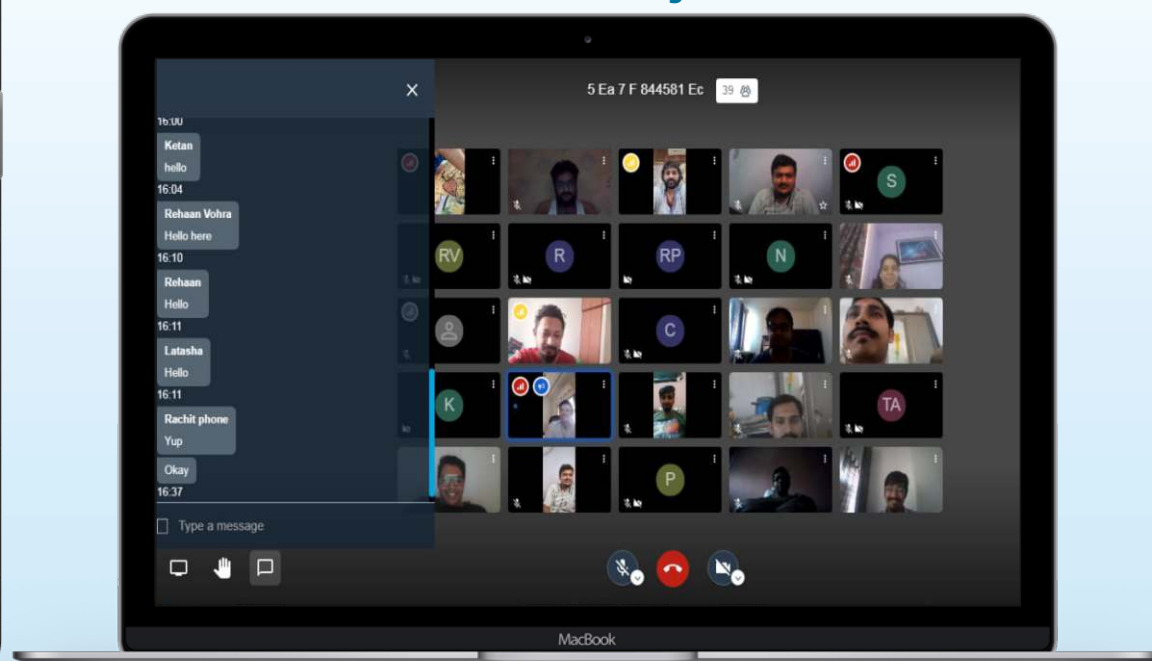 5 Ea 7 F 844581 Ec 39
16:00
Ketan
hello
16:04
Rehaan Vohra
Hello here
16:10
Rehaan
Hello
16:11
Latasha
Hello
16:11
Rachit phone
Yup
Okay
16:37
Type a message
S
RV
R
RP
N
C
K
TA
P
MacBook